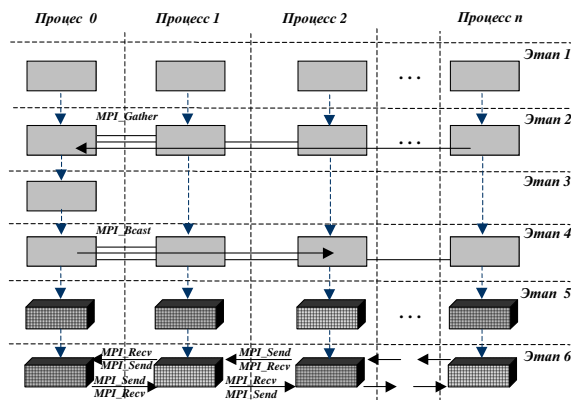 Процес 0 Процесс 1 Процесс 2 Процесс n
Этап 1
. . .
MPI_Gather
Этап 2
. . .
Этап 3
MPI_Bcast
Этап 4
Этап 5
. . .
Этап 6
MPI_Recv
MPI_Send
MPI_Send
MPI_Recv
MPI_Send
MPI_Recv
MPI_Recv
MPI_Send